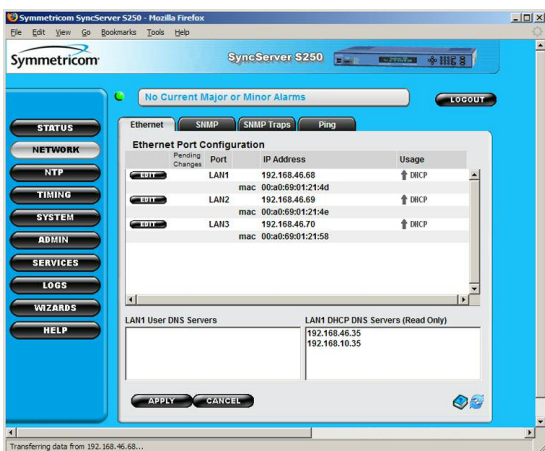 Symmetricom SyncServer S250 - Mozilla Firefox
File Edit View Go Bookmarks Tools Help
Symmetricom
SyncServer S250
No Current Major or Minor Alarms
LOGOUT
STATUS
NETWORK
NTP
TIMING
SYSTEM
ADMIN
SERVICES
LOGS
WIZARDS
HELP
Ethernet SNMP SNMP Traps Ping
Ethernet Port Configuration
Pending Changes Port IP Address Usage
EDIT LAN1 192.168.46.68 DHCP
mac 00:a0:69:01:21:4d
EDIT LAN2 192.168.46.69 DHCP
mac 00:a0:69:01:21:4e
EDIT LAN3 192.168.46.70 DHCP
mac 00:a0:69:01:21:58
LAN1 User DNS Servers
LAN1 DHCP DNS Servers (Read Only)
192.168.46.35
192.168.10.35
APPLY CANCEL
Transferring data from 192.168.46.68...